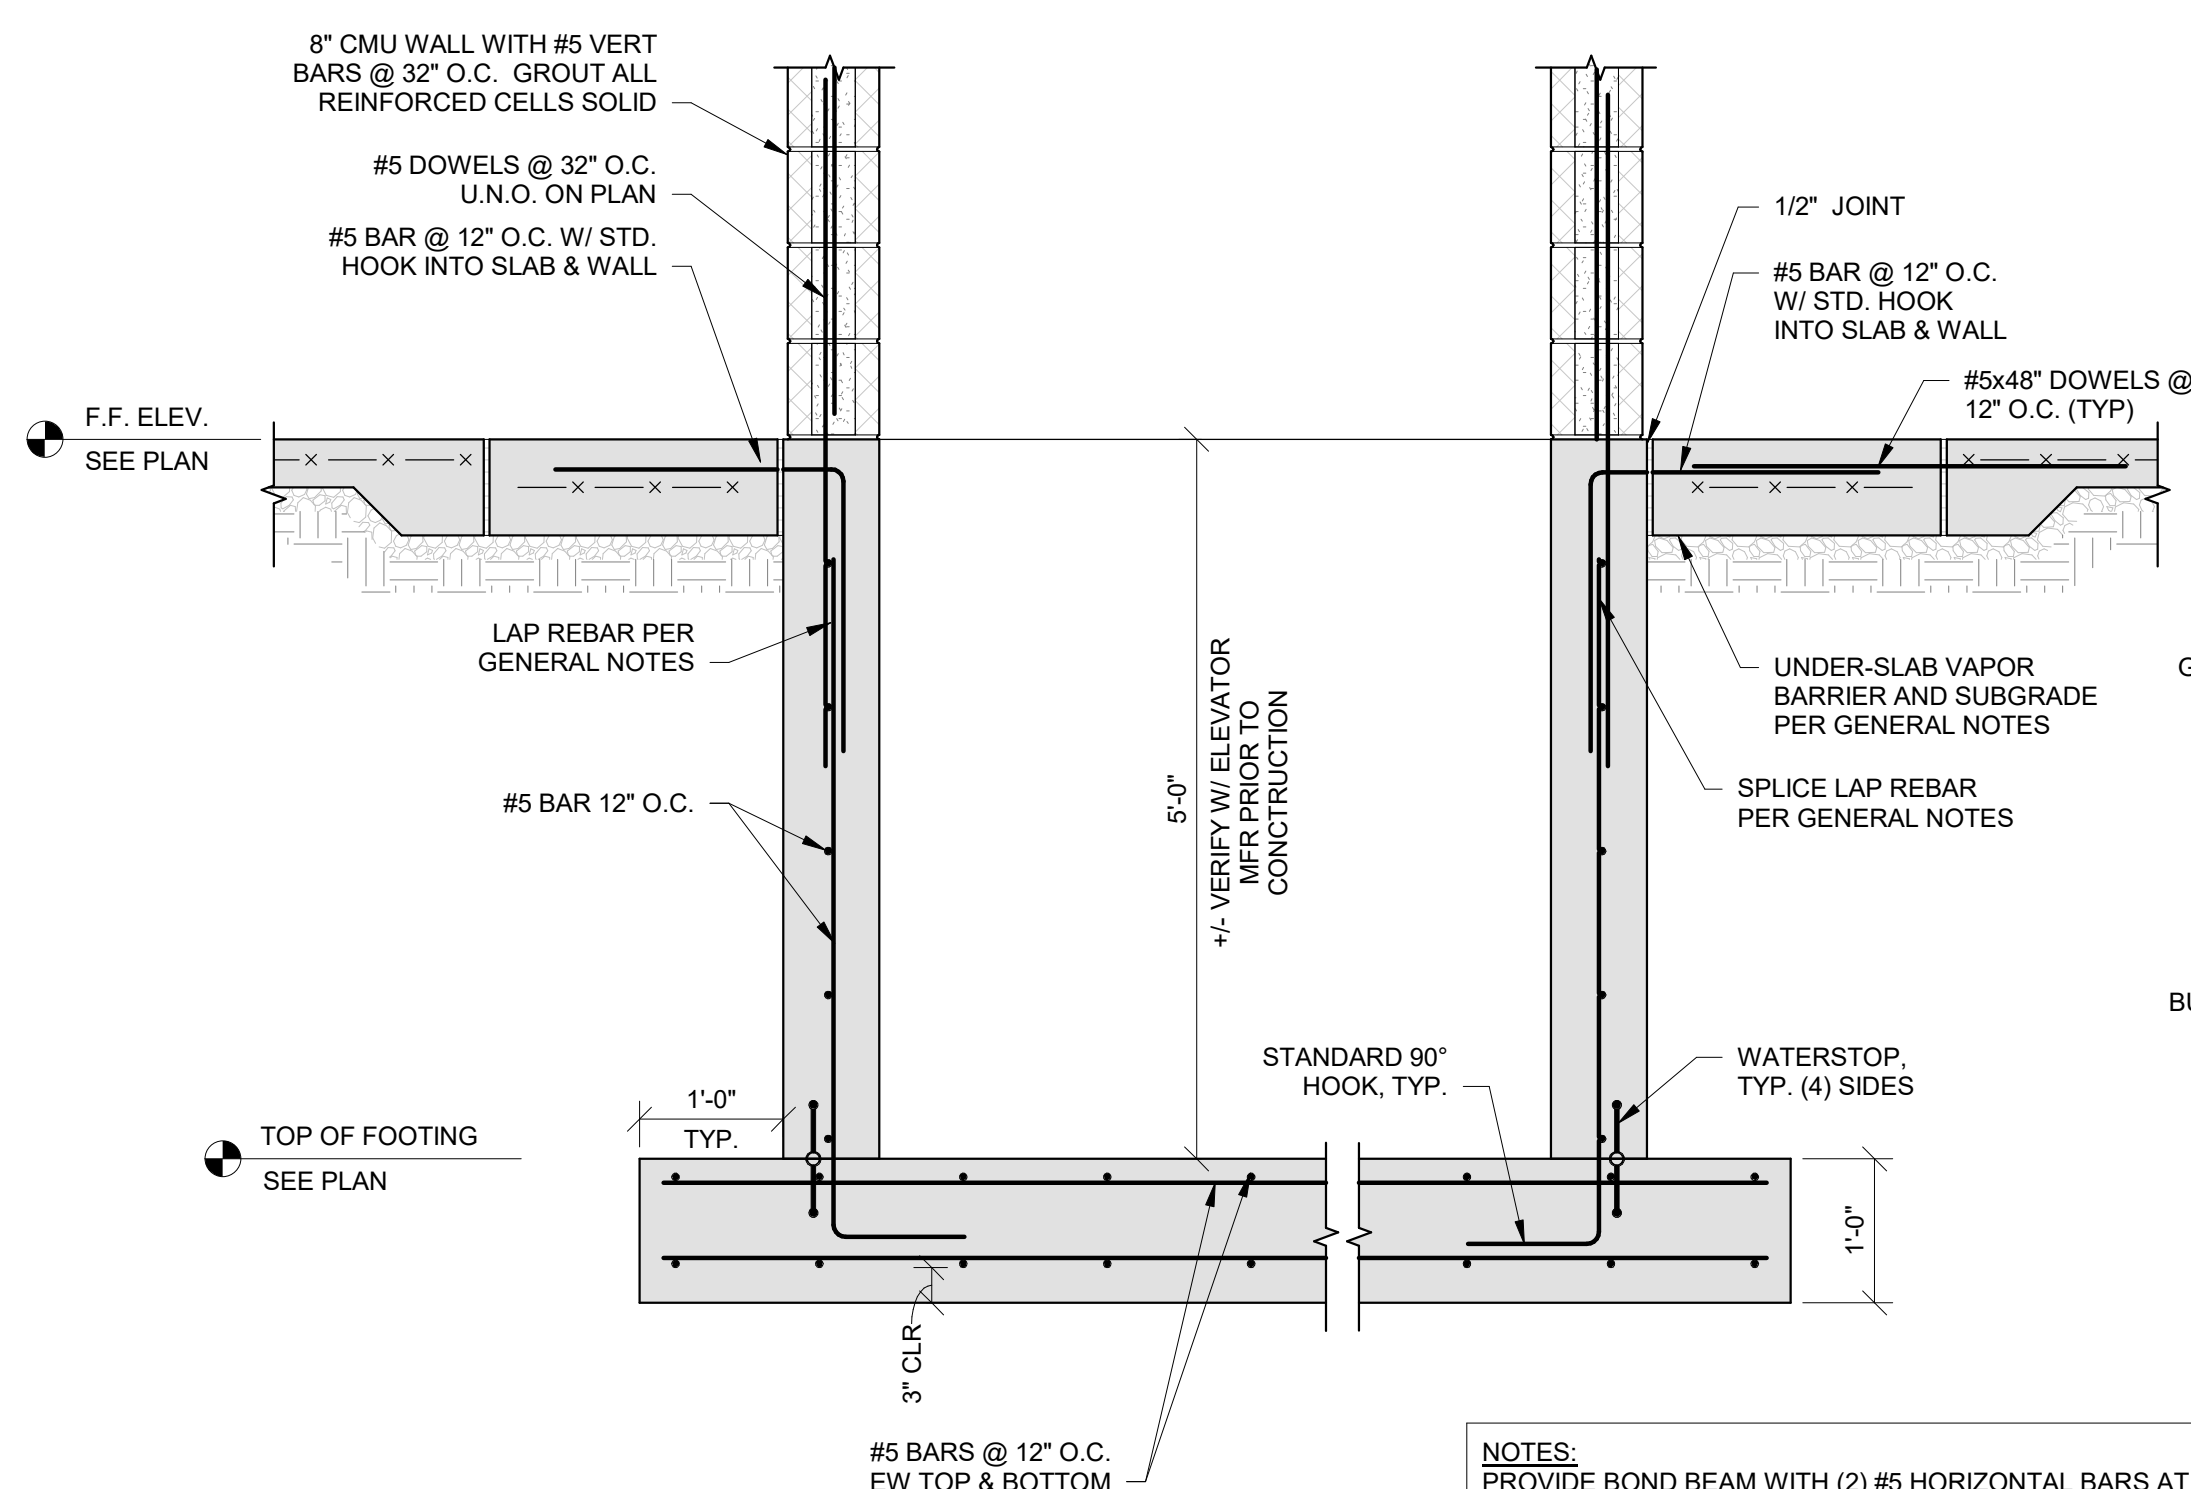 8" CMU WALL WITH #5 VERT
BARS @ 32" O.C.  GROUT ALL
REINFORCED CELLS SOLID
#5 DOWELS @ 32" O.C.
U.N.O. ON PLAN
#5 BAR @ 12" O.C. W/ STD.
HOOK INTO SLAB & WALL
1/2"  JOINT
#5 BAR @ 12" O.C.
W/ STD. HOOK
INTO SLAB & WALL
#5x48" DOWELS @
12" O.C. (TYP)
F.F. ELEV.
SEE PLAN
LAP REBAR PER
GENERAL NOTES
UNDER-SLAB VAPOR
BARRIER AND SUBGRADE
PER GENERAL NOTES
#5 BAR 12" O.C.
5'-0"
+/- VERIFY W/ ELEVATOR
MFR PRIOR TO
CONCTRUCTION
SPLICE LAP REBAR
PER GENERAL NOTES
STANDARD 90°
HOOK, TYP.
WATERSTOP,
TYP. (4) SIDES
1'-0"
TYP.
TOP OF FOOTING
SEE PLAN
1'-0"
3" CLR
#5 BARS @ 12" O.C.
EW TOP & BOTTOM
NOTES:
PROVIDE BOND BEAM WITH (2) #5 HORIZONTAL BARS AT